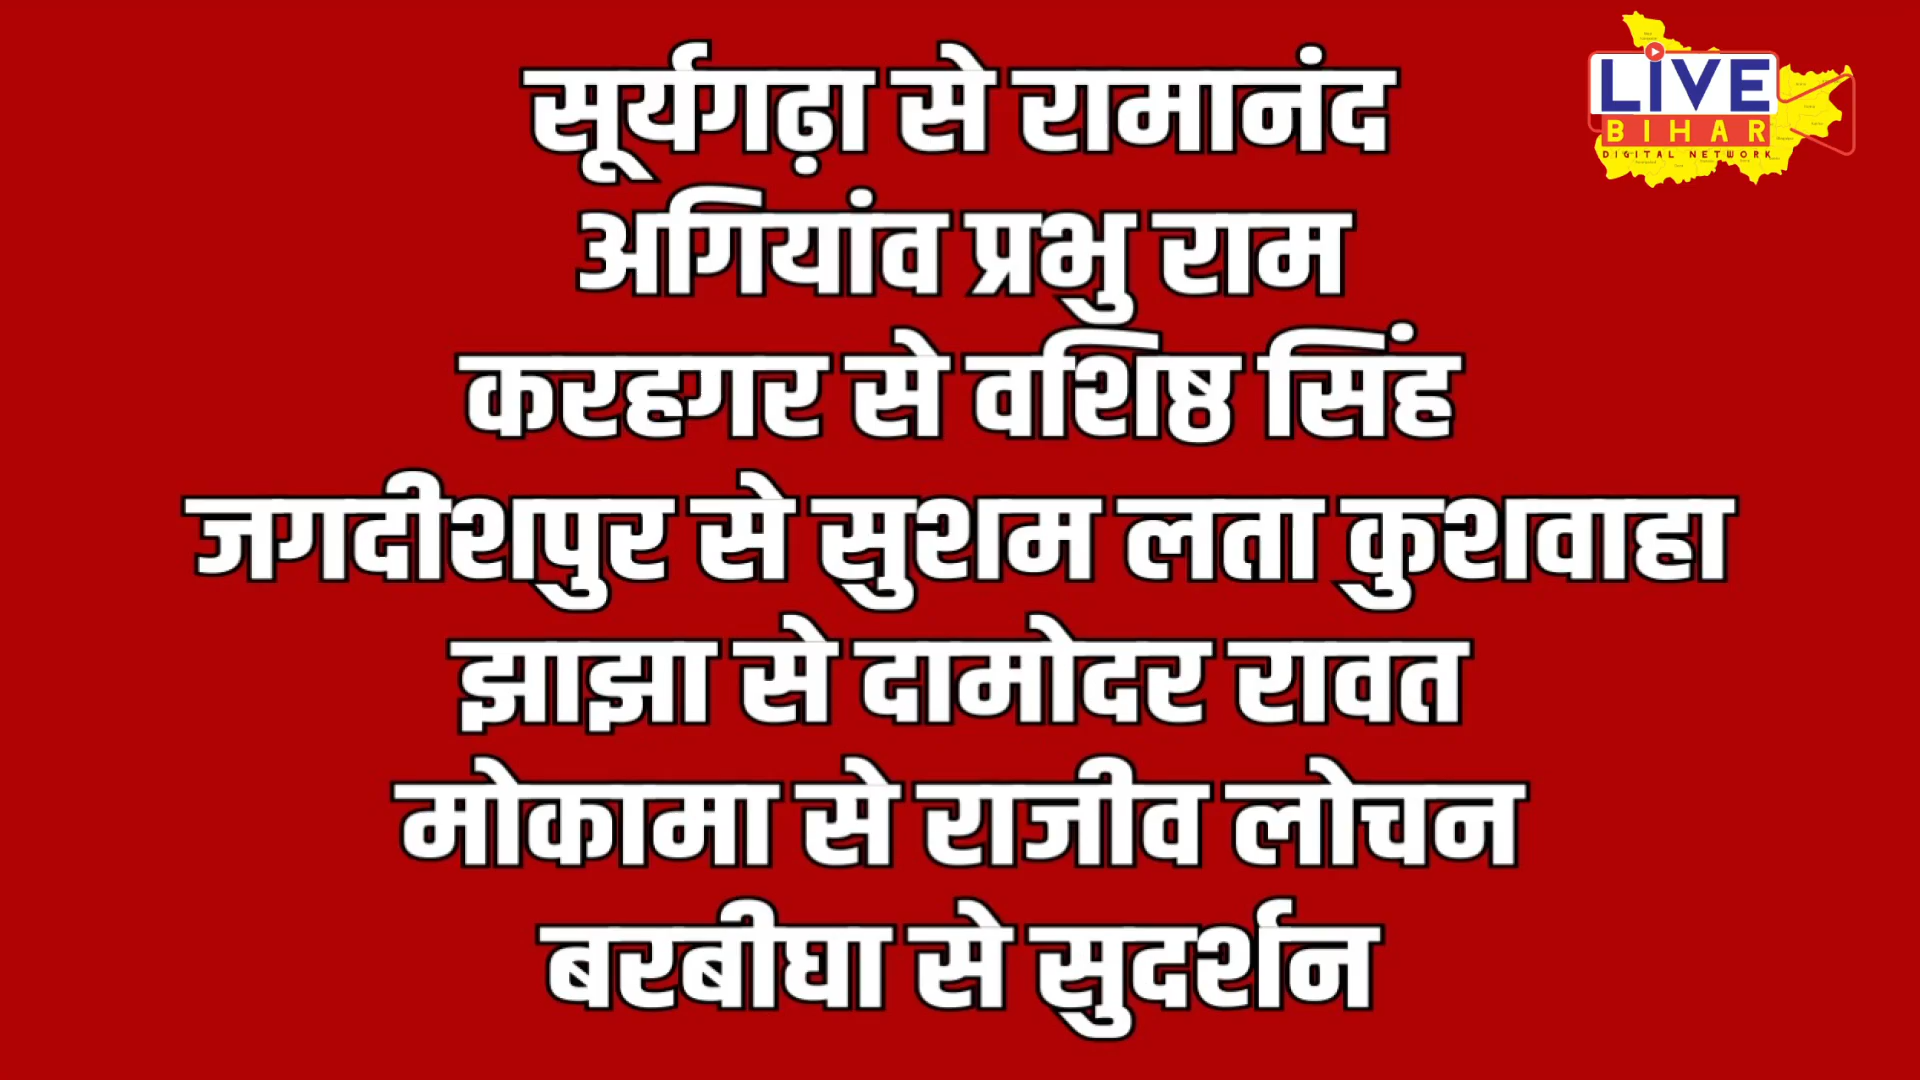 सूर्यगढ़ा से रामानंद
अगियांव प्रभु राम
करहगर से वशिष्ठ सिंह
जगदीशपुर से सुशम लता कुशवाहा
झाझा से दामोदर रावत
मोकामा से राजीव लोचन
बरबीघा से सुदर्शन
LIVE
BIHAR
DIGITAL NETWORK